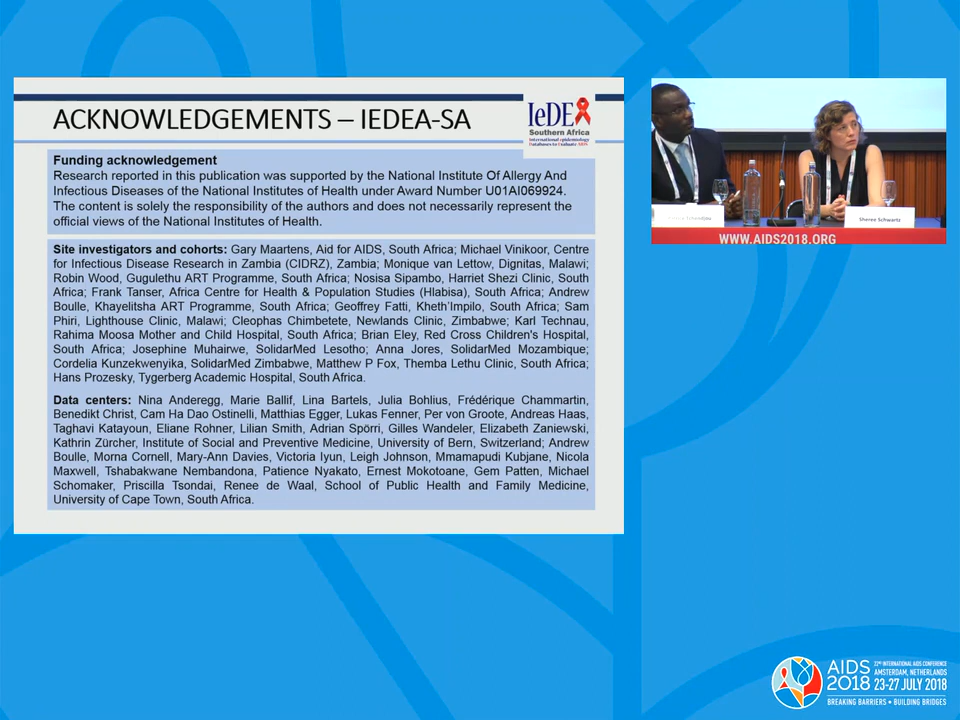 ACKNOWLEDGEMENTS – IEDEA-SA
IeDEA
Southern Africa
International epidemiology
Databases to Evaluate AIDS
Funding acknowledgement
Research reported in this publication was supported by the National Institute Of Allergy And
Infectious Diseases of the National Institutes of Health under Award Number U01AI069924.
The content is solely the responsibility of the authors and does not necessarily represent the
official views of the National Institutes of Health.
Site investigators and cohorts: Gary Maartens, Aid for AIDS, South Africa; Michael Vinikoor, Centre
for Infectious Disease Research in Zambia (CIDRZ), Zambia; Monique van Lettow, Dignitas, Malawi;
Robin Wood, Gugulethu ART Programme, South Africa; Nosisa Sipambo, Harriet Shezi Clinic, South
Africa; Frank Tanser, Africa Centre for Health & Population Studies (Hlabisa), South Africa; Andrew
Boulle, Khayelitsha ART Programme, South Africa; Geoffrey Fatti, Kheth'Impilo, South Africa; Sam
Phiri, Lighthouse Clinic, Malawi; Cleophas Chimbetete, Newlands Clinic, Zimbabwe; Karl Technau,
Rahima Moosa Mother and Child Hospital, South Africa; Brian Eley, Red Cross Children's Hospital,
South Africa; Josephine Muhairwe, SolidarMed Lesotho; Anna Jores, SolidarMed Mozambique;
Cordelia Kunzekwenyika, SolidarMed Zimbabwe, Matthew P Fox, Themba Lethu Clinic, South Africa;
Hans Prozesky, Tygerberg Academic Hospital, South Africa.
Data centers: Nina Anderegg, Marie Ballif, Lina Bartels, Julia Bohlius, Frédérique Chammartin,
Benedikt Christ, Cam Ha Dao Ostinelli, Matthias Egger, Lukas Fenner, Per von Groote, Andreas Haas,
Taghavi Katayoun, Eliane Rohner, Lilian Smith, Adrian Spörri, Gilles Wandeler, Elizabeth Zaniewski,
Kathrin Zürcher, Institute of Social and Preventive Medicine, University of Bern, Switzerland; Andrew
Boulle, Morna Cornell, Mary-Ann Davies, Victoria Iyun, Leigh Johnson, Mmamapudi Kubjane, Nicola
Maxwell, Tshabakwane Nembandona, Patience Nyakato, Ernest Mokotoane, Gem Patten, Michael
Schomaker, Priscilla Tsondai, Renee de Waal, School of Public Health and Family Medicine,
University of Cape Town, South Africa.
Sheree Schwartz
WWW.AIDS2018.ORG
AIDS
2018
22ND INTERNATIONAL AIDS CONFERENCE
AMSTERDAM, NETHERLANDS
23-27 JULY 2018
BREAKING BARRIERS • BUILDING BRIDGES